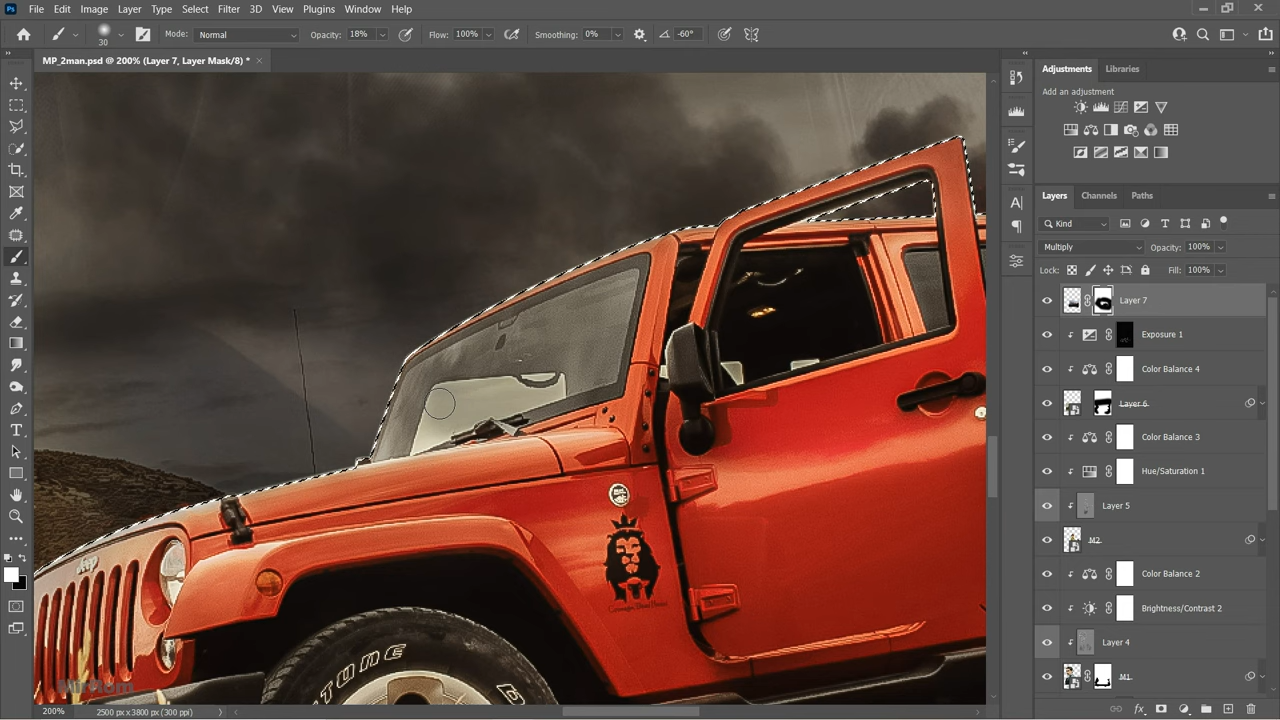 Ps File Edit Image Layer Type Select Filter 3D View Plugins Window Help
30 Mode: Normal Opacity: 18% Flow: 100% Smoothing: 0% -60°
MP_2man.psd @ 200% (Layer 7, Layer Mask/8) *
Adjustments Libraries
Add an adjustment
Layers Channels Paths
Kind
Multiply Opacity: 100%
Lock: Fill: 100%
Layer 7
Exposure 1
Color Balance 4
Layer 6
Color Balance 3
Hue/Saturation 1
Layer 5
M2
Color Balance 2
Brightness/Contrast 2
Layer 4
M1
Jeep
MirRom
200% 2500 px x 3800 px (300 ppi)